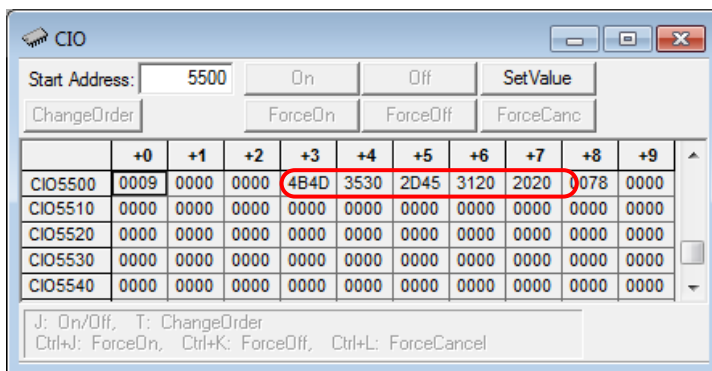 CIO
Start Address: 5500 On Off SetValue
ChangeOrder ForceOn ForceOff ForceCanc
+0 +1 +2 +3 +4 +5 +6 +7 +8 +9
CIO5500 0009 0000 0000 4B4D 3530 2D45 3120 2020 0078 0000
CIO5510 0000 0000 0000 0000 0000 0000 0000 0000 0000 0000
CIO5520 0000 0000 0000 0000 0000 0000 0000 0000 0000 0000
CIO5530 0000 0000 0000 0000 0000 0000 0000 0000 0000 0000
CIO5540 0000 0000 0000 0000 0000 0000 0000 0000 0000 0000
J: On/Off, T: ChangeOrder
Ctrl+J: ForceOn, Ctrl+K: ForceOff, Ctrl+L: ForceCancel